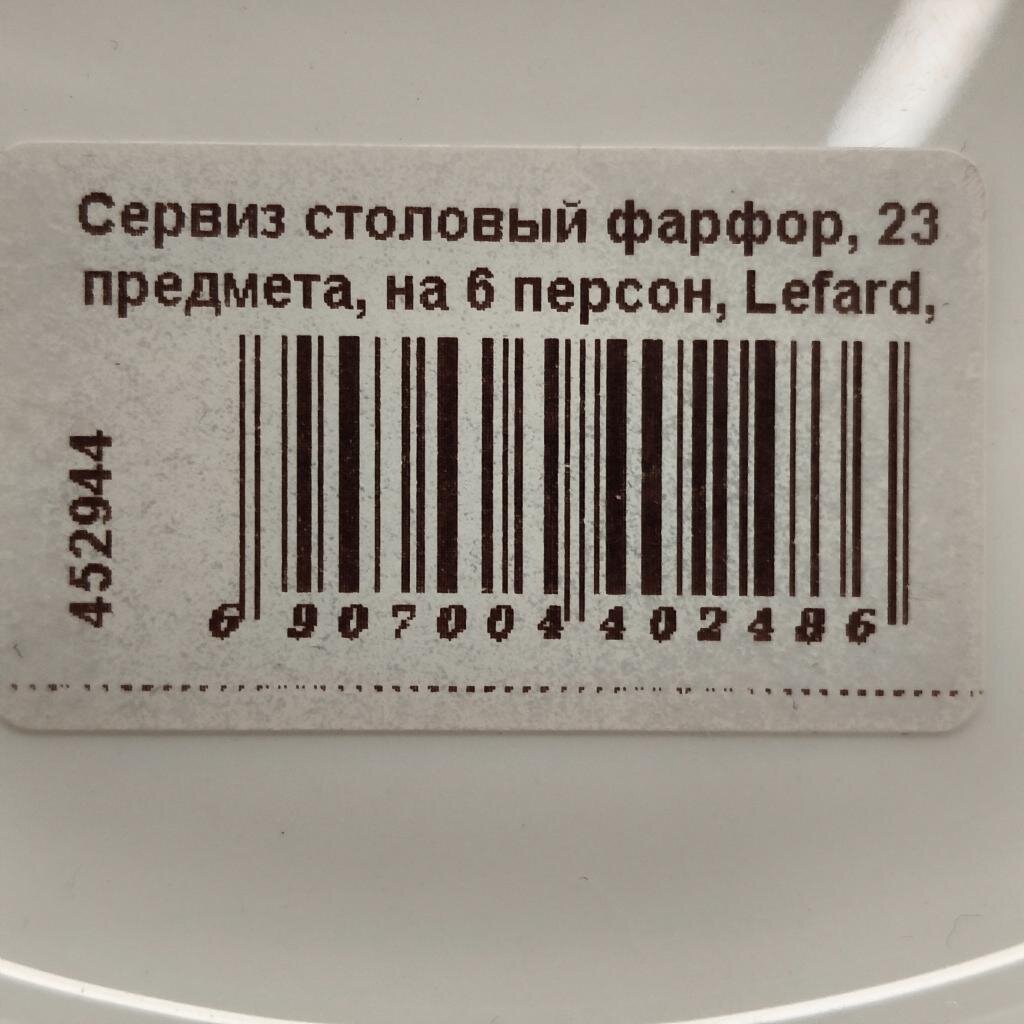 Сервиз столовый фарфор, 23
предмета, на 6 персон, Lefard,
452944
6 907004 402486